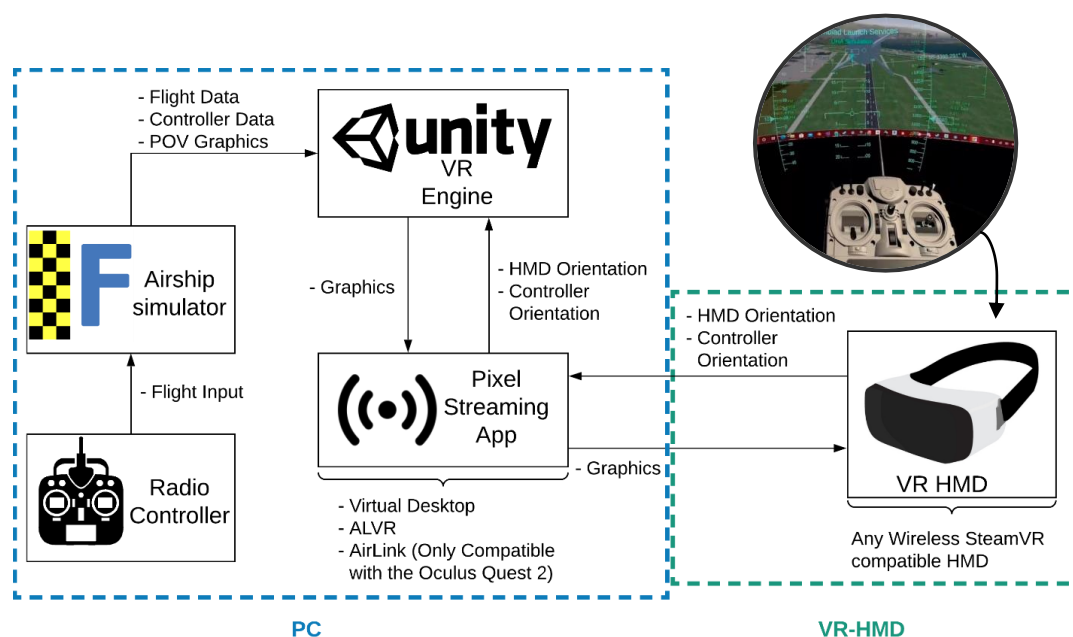 - Flight Data
- Controller Data
- POV Graphics
unity
VR
Engine
F
Airship
simulator
- Graphics
- HMD Orientation
- Controller
Orientation
- Flight Input
Radio
Controller
Pixel
Streaming
App
- Virtual Desktop
- ALVR
- AirLink (Only Compatible
with the Oculus Quest 2)
- HMD Orientation
- Controller
Orientation
- Graphics
VR HMD
Any Wireless SteamVR
compatible HMD
Launch Services
PC
VR-HMD